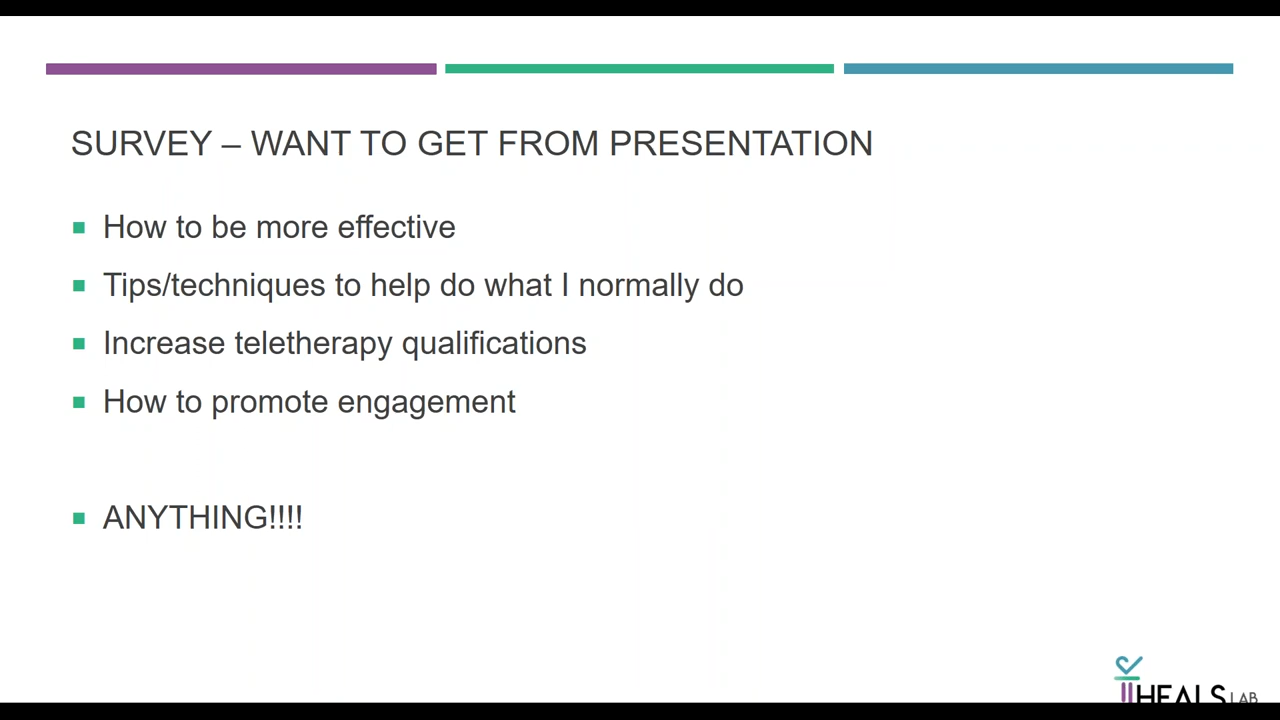 SURVEY – WANT TO GET FROM PRESENTATION
How to be more effective
Tips/techniques to help do what I normally do
Increase teletherapy qualifications
How to promote engagement
ANYTHING!!!!
HEALS LAB